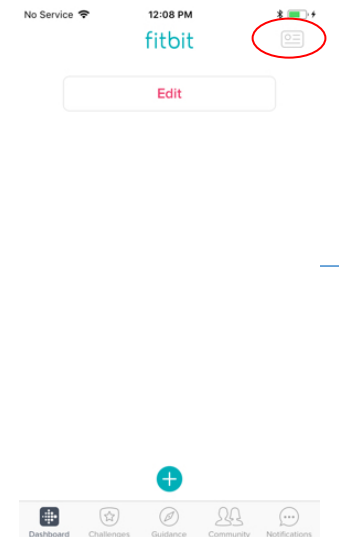 No Service 12:08 PM
fitbit
Edit
Dashboard Challenges Guidance Community Notifications